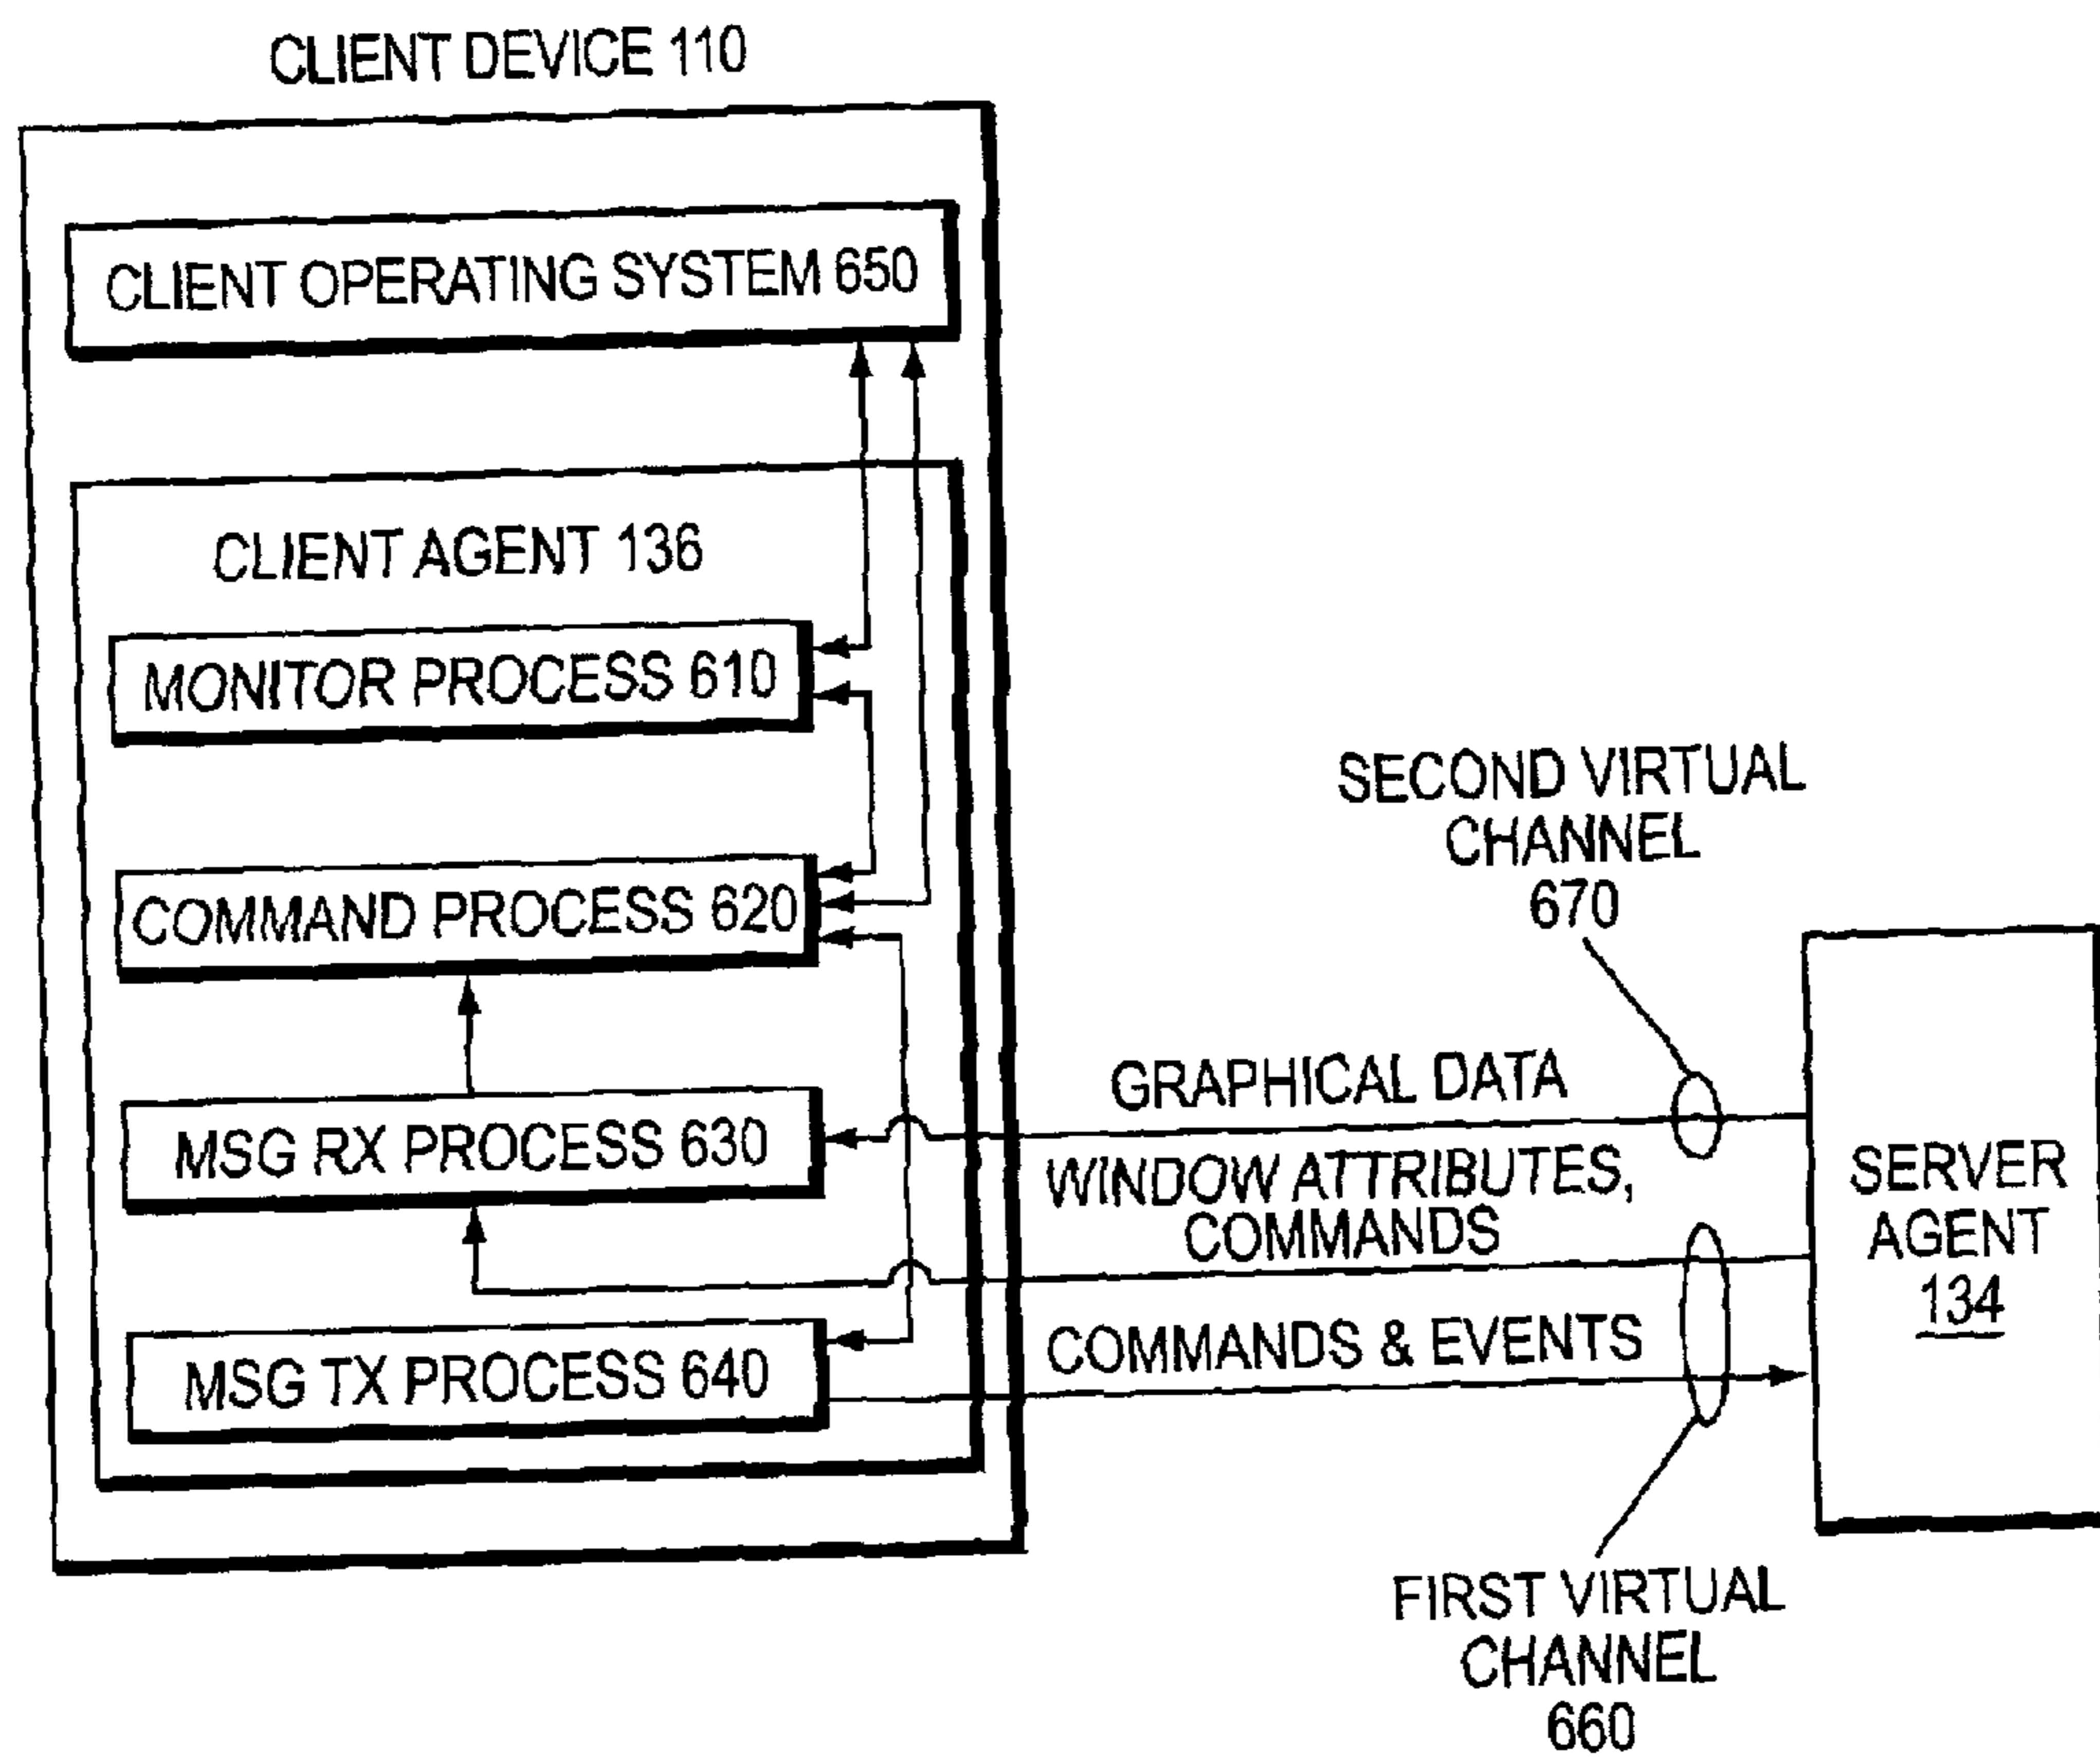 CLIENT DEVICE 110
CLIENT OPERATING SYSTEM 650
CLIENT AGENT 136
MONITOR PROCESS 610
COMMAND PROCESS 620
MSG RX PROCESS 630
MSG TX PROCESS 640
SECOND VIRTUAL
CHANNEL
670
GRAPHICAL DATA
WINDOW ATTRIBUTES,
COMMANDS
COMMANDS & EVENTS
SERVER
AGENT
134
FIRST VIRTUAL
CHANNEL
660